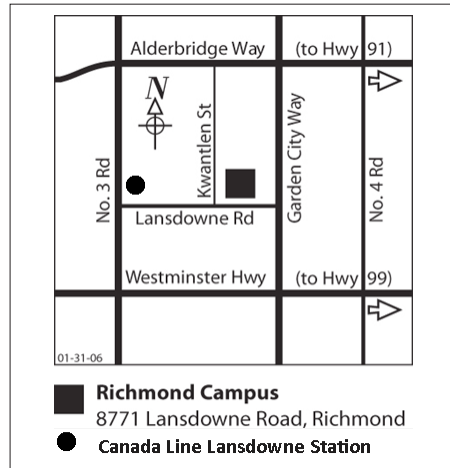 Alderbridge Way (to Hwy 91)
N
Kwantlen St
Garden City Way
No. 3 Rd
No. 4 Rd
Lansdowne Rd
Westminster Hwy (to Hwy 99)
01-31-06
Richmond Campus
8771 Lansdowne Road, Richmond
Canada Line Lansdowne Station